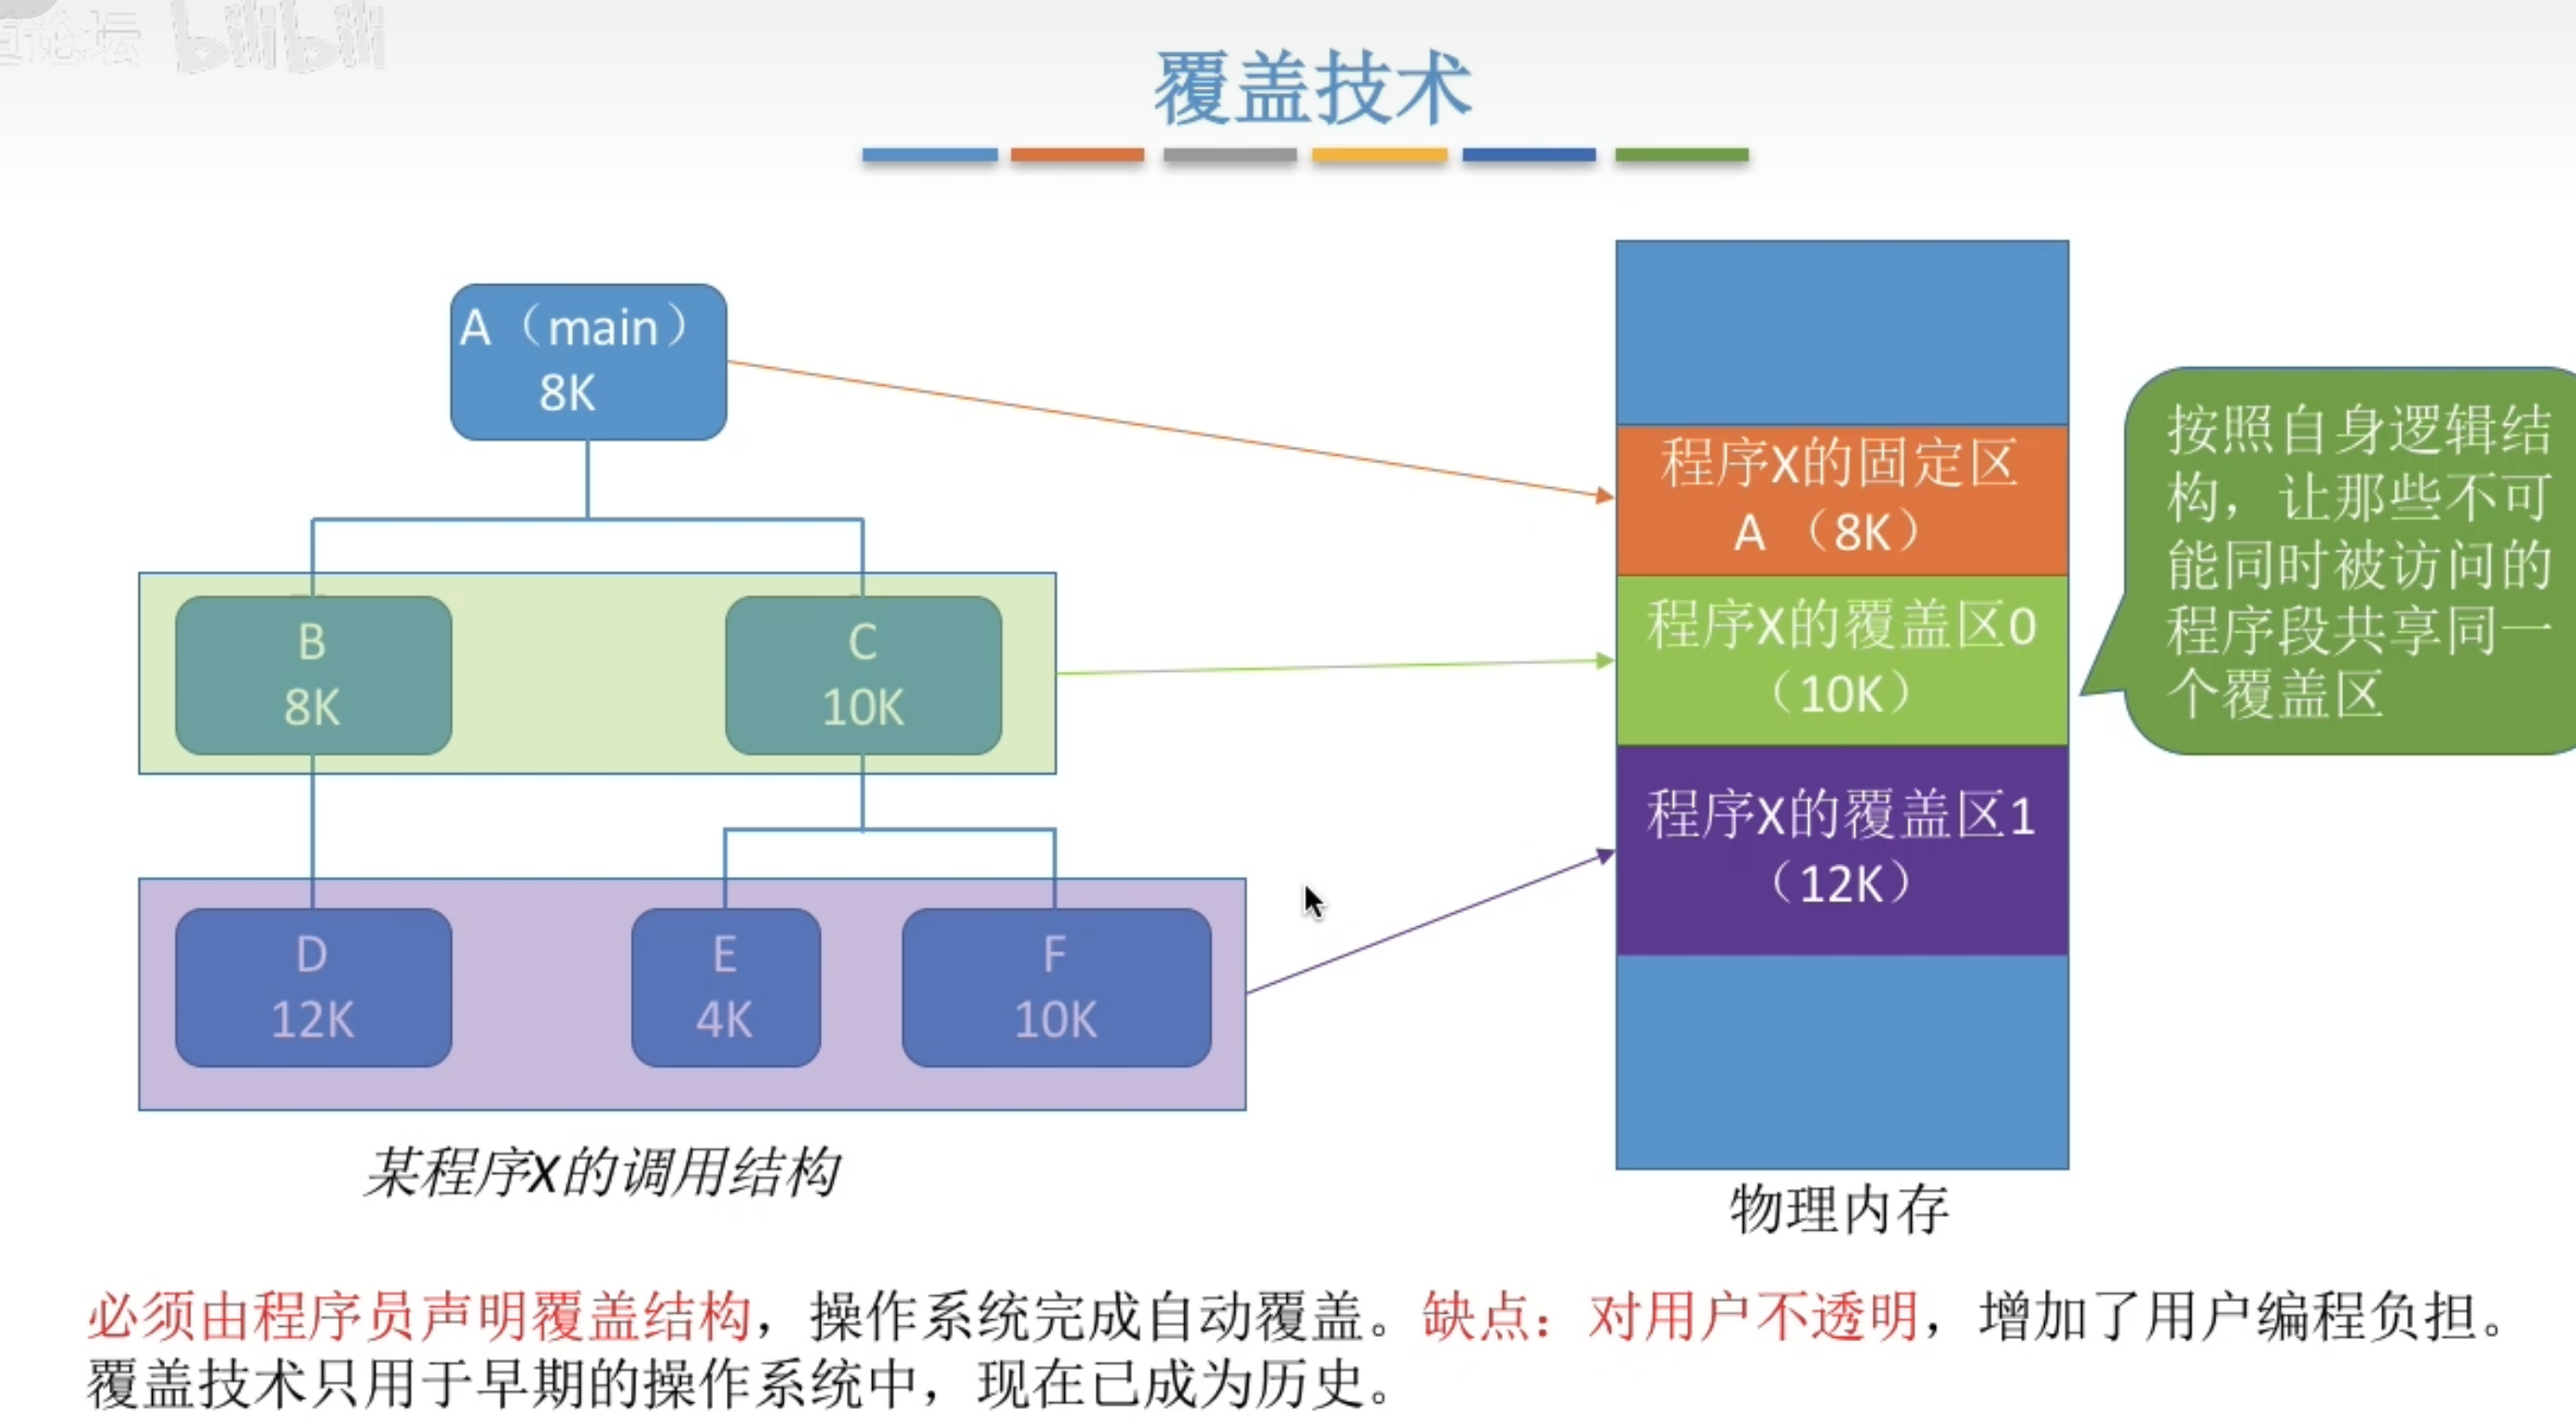 道论坛 bilibili
覆盖技术
A（main）
8K
B
8K
C
10K
D
12K
E
4K
F
10K
某程序X的调用结构
程序X的固定区
A （8K）
程序X的覆盖区0
（10K）
程序X的覆盖区1
（12K）
物理内存
按照自身逻辑结
构，让那些不可
能同时被访问的
程序段共享同一
个覆盖区
必须由程序员声明覆盖结构，操作系统完成自动覆盖。缺点：对用户不透明，增加了用户编程负担。
覆盖技术只用于早期的操作系统中，现在已成为历史。